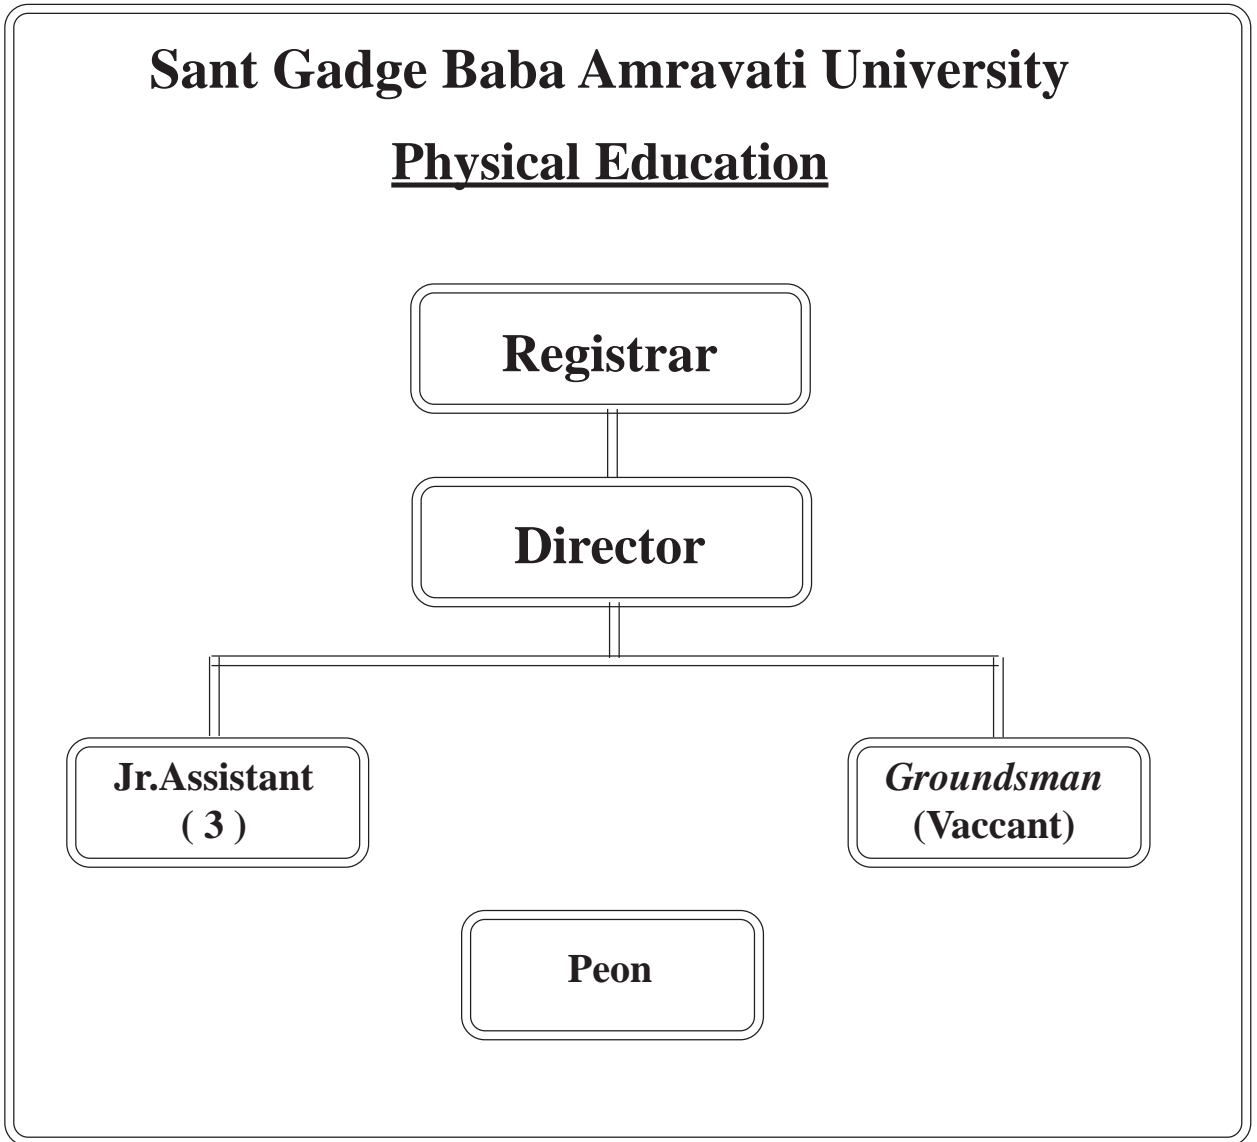 Sant Gadge Baba Amravati University
Physical Education
Registrar
Director
Jr.Assistant
( 3 )
Groundsman
(Vaccant)
Peon